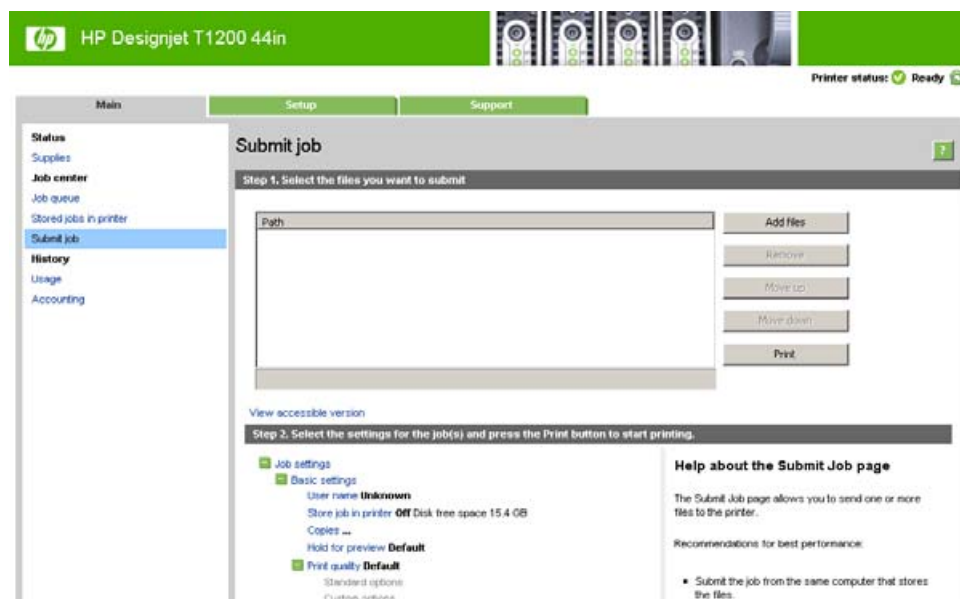 hp HP Designjet T1200 44in
Printer status: Ready
Main Setup Support
Status
Supplies
Job center
Job queue
Stored jobs in printer
Submit job
History
Usage
Accounting
Submit job
?
Step 1. Select the files you want to submit
Path
Add files
Remove
Move up
Move down
Print
View accessible version
Step 2. Select the settings for the job(s) and press the Print button to start printing.
Job settings
Basic settings
User name Unknown
Store job in printer Off Disk free space 15.4 GB
Copies ...
Hold for preview Default
Print quality Default
Standard options
Custom options
Help about the Submit Job page
The Submit Job page allows you to send one or more
files to the printer.
Recommendations for best performance:
• Submit the job from the same computer that stores
the files.